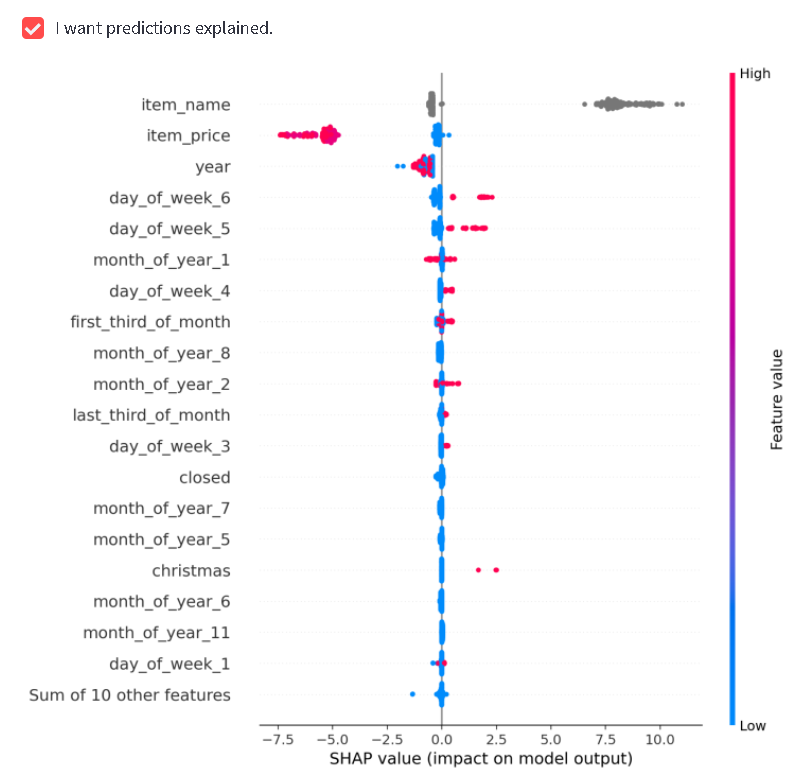 I want predictions explained.
High
item_name
item_price
year
day_of_week_6
day_of_week_5
month_of_year_1
day_of_week_4
first_third_of_month
month_of_year_8
month_of_year_2
last_third_of_month
day_of_week_3
closed
month_of_year_7
month_of_year_5
christmas
month_of_year_6
month_of_year_11
day_of_week_1
Sum of 10 other features
Feature value
Low
−7.5 −5.0 −2.5 0.0 2.5 5.0 7.5 10.0
SHAP value (impact on model output)